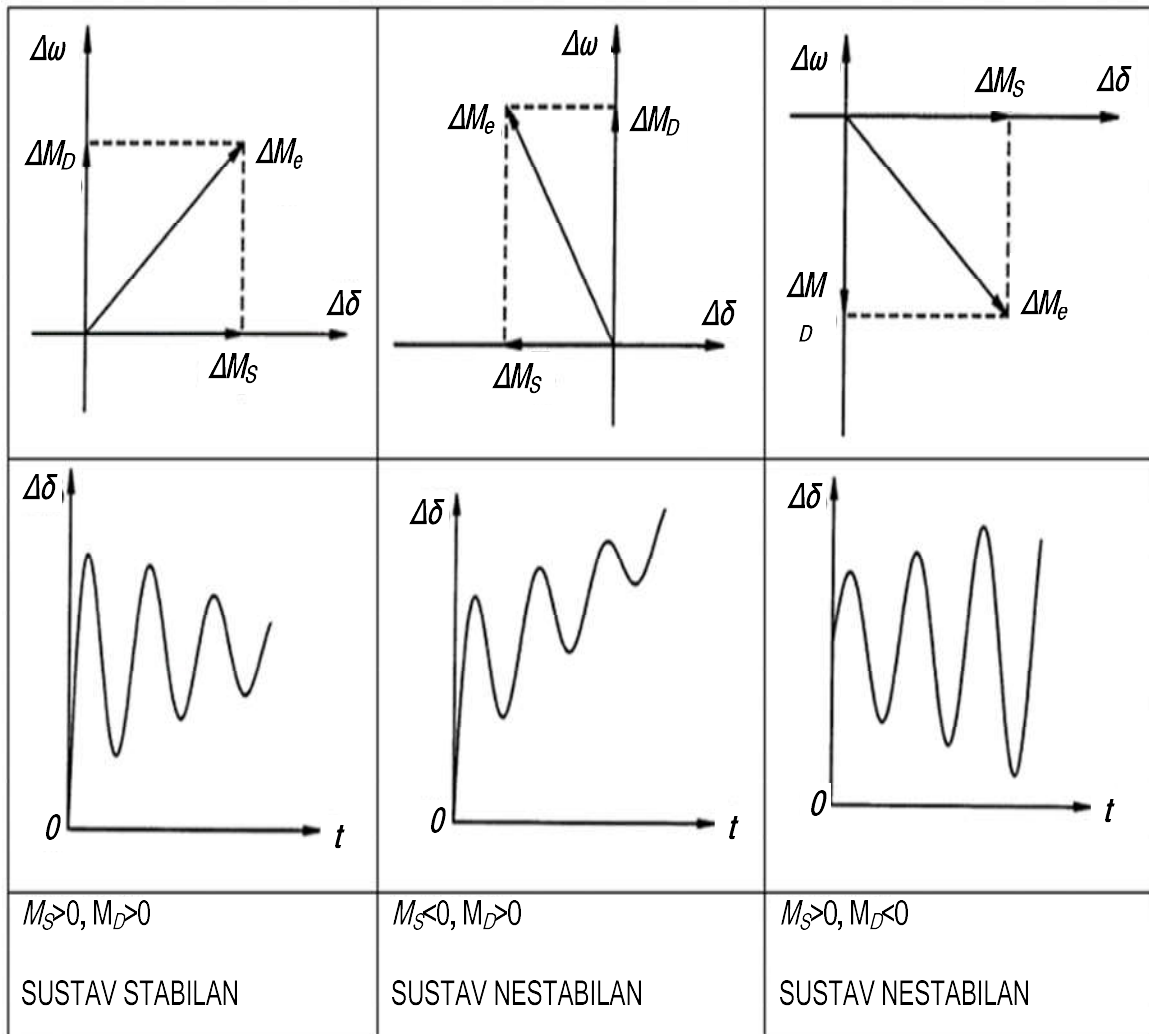 Δω
ΔM_D
ΔM_e
Δδ
ΔM_S
Δω
ΔM_e
ΔM_D
Δδ
ΔM_S
Δω
ΔM_S
Δδ
ΔM
D
ΔM_e
Δδ
0
t
Δδ
0
t
Δδ
0
t
M_S>0, M_D>0
SUSTAV STABILAN
M_S<0, M_D>0
SUSTAV NESTABILAN
M_S>0, M_D<0
SUSTAV NESTABILAN